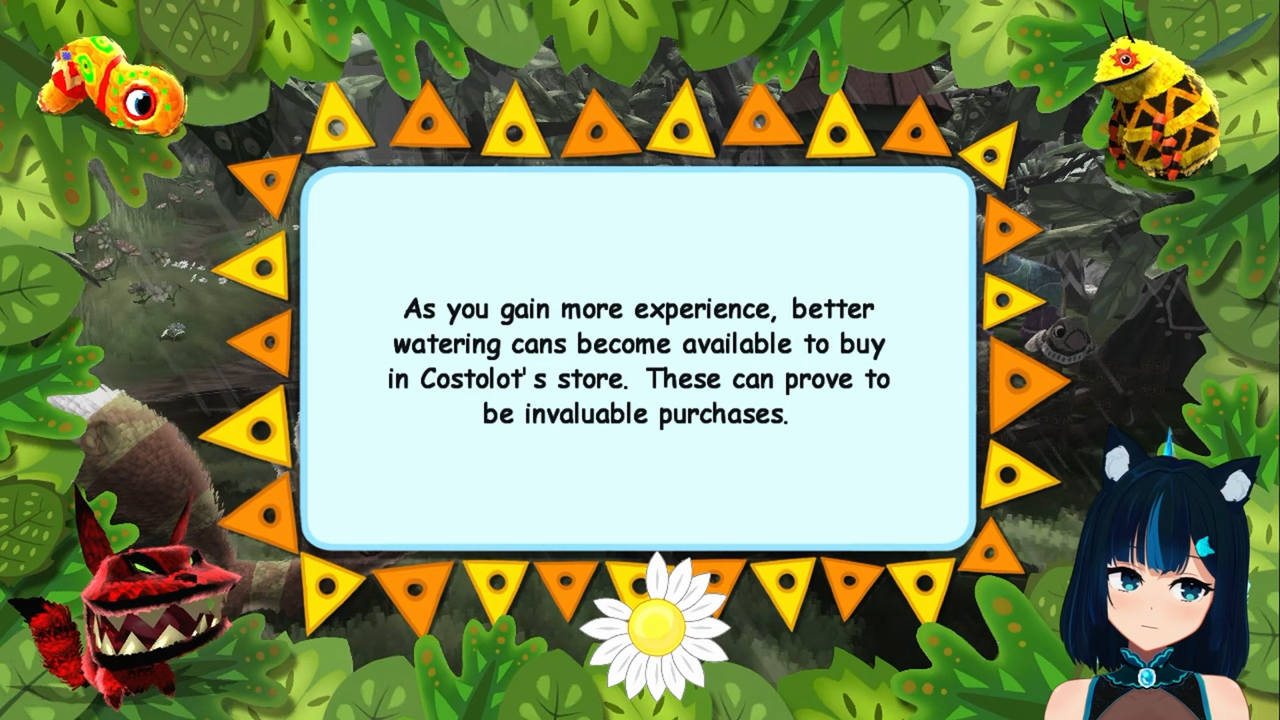 As you gain more experience, better
watering cans become available to buy
in Costolot's store. These can prove to
be invaluable purchases.